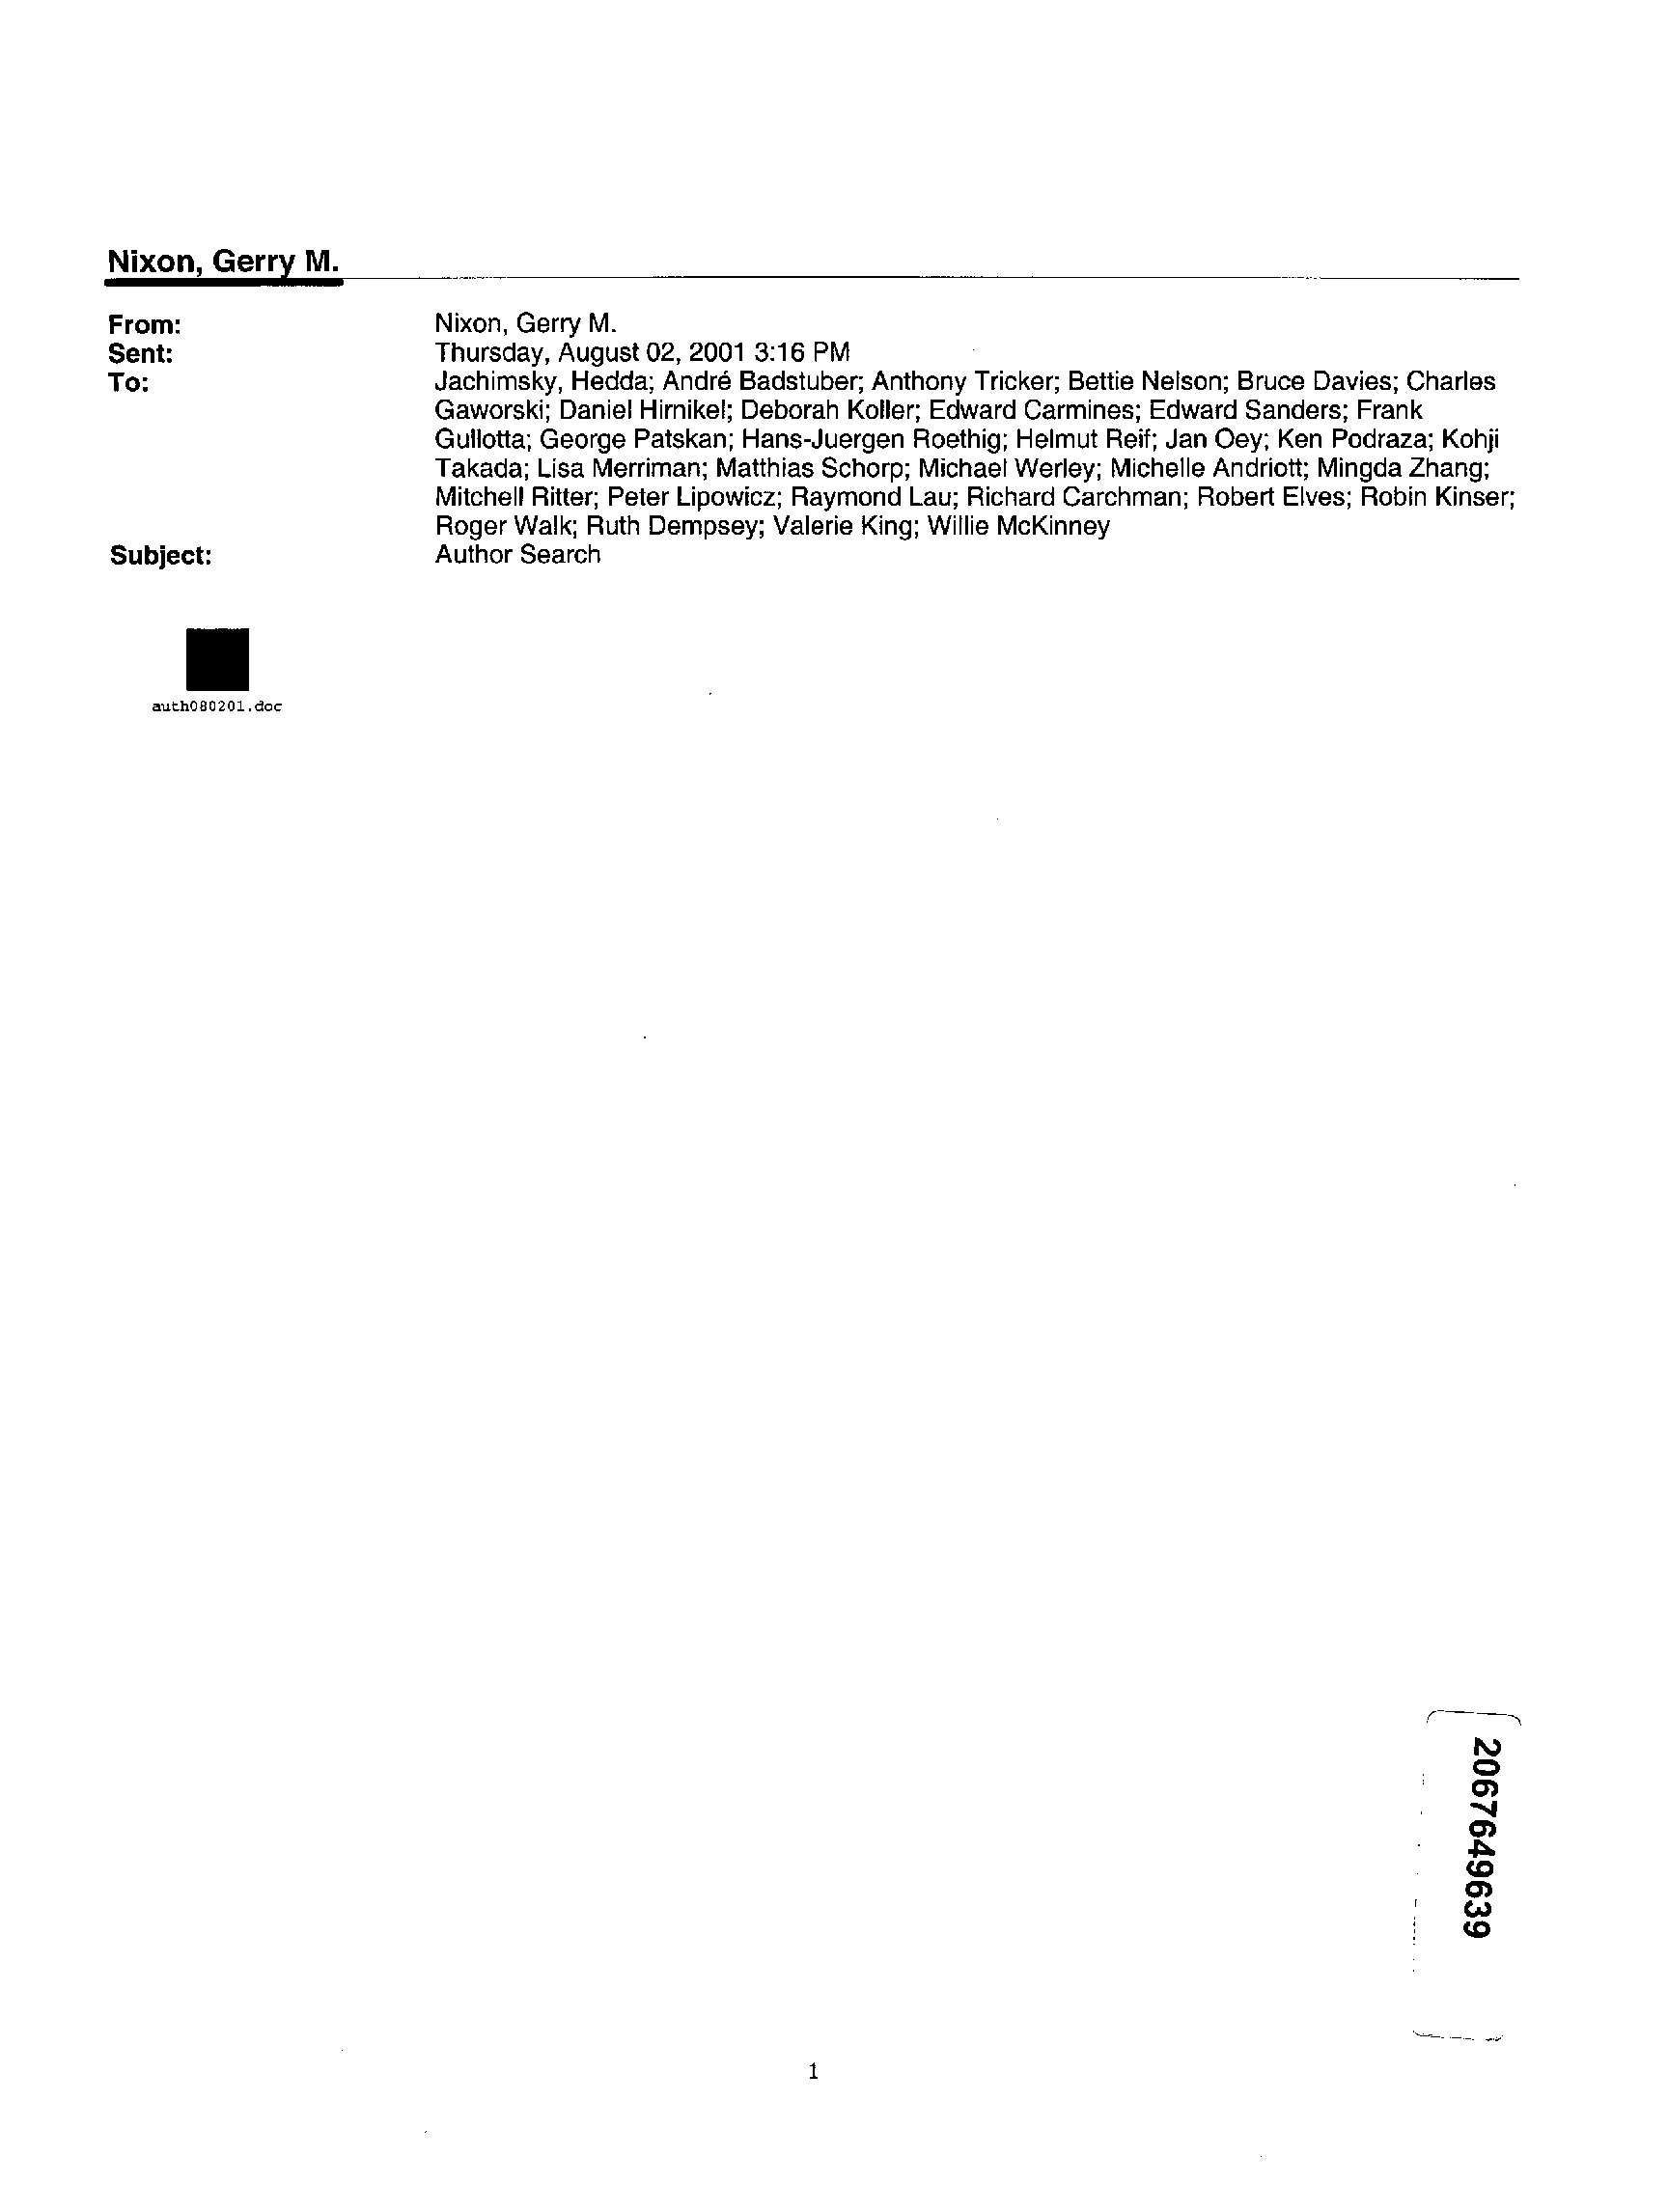 Nixon, Gerry M.
From: Nixon, Gerry M.
Sent: Thursday, August 02, 2001 3:16 PM
To: Jachimsky, Hedda; André Badstuber; Anthony Tricker; Bettie Nelson; Bruce Davies; Charles
Gaworski; Daniel Hirnikel; Deborah Koller; Edward Carmines; Edward Sanders; Frank
Gullotta; George Patskan; Hans-Juergen Roethig; Helmut Reif; Jan Oey; Ken Podraza; Kohji
Takada; Lisa Merriman; Matthias Schorp; Michael Werley; Michelle Andriott; Mingda Zhang;
Mitchell Ritter; Peter Lipowicz; Raymond Lau; Richard Carchman; Robert Elves; Robin Kinser;
Roger Walk; Ruth Dempsey; Valerie King; Willie McKinney
Subject: Author Search
auth080201.doc
2067649639
1